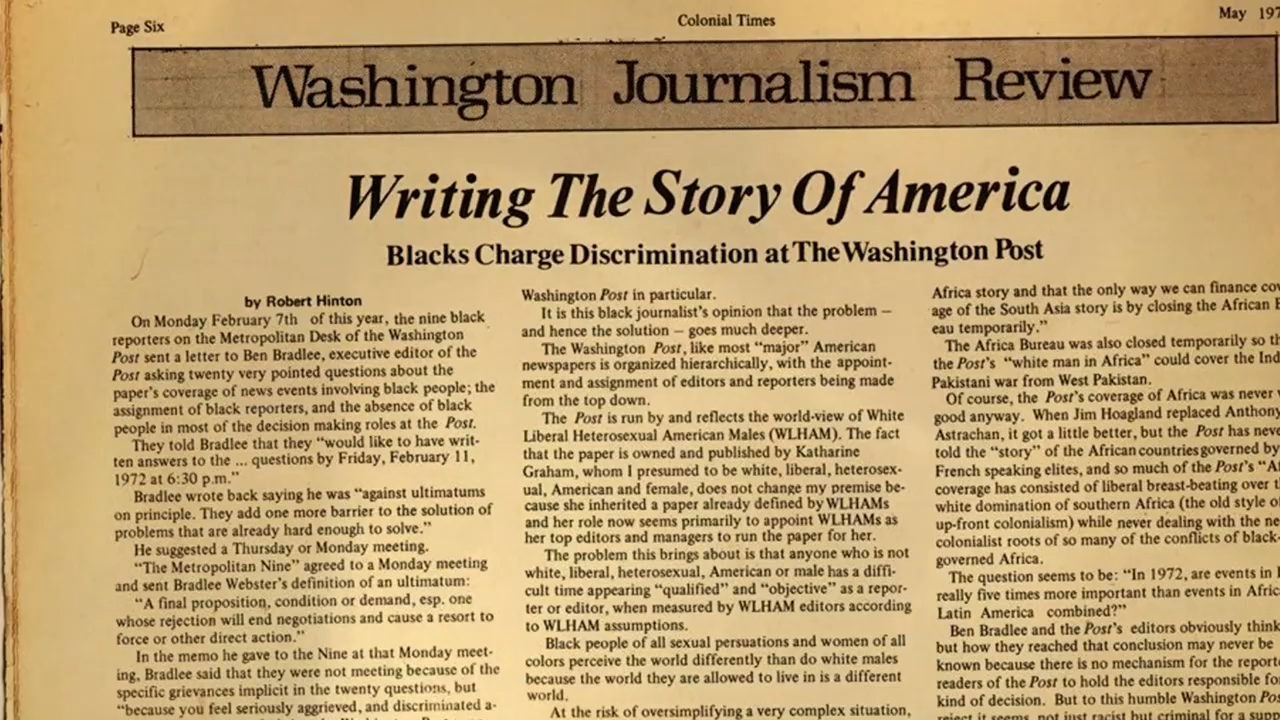 Page Six
Colonial Times
May 197
Washington Journalism Review
Writing The Story Of America
Blacks Charge Discrimination at The Washington Post
by Robert Hinton
On Monday February 7th of this year, the nine black
reporters on the Metropolitan Desk of the Washington
Post sent a letter to Ben Bradlee, executive editor of the
Post asking twenty very pointed questions about the
paper's coverage of news events involving black people; the
assignment of black reporters, and the absence of black
people in most of the decision making roles at the Post.
They told Bradlee that they “would like to have writ-
ten answers to the ... questions by Friday, February 11,
1972 at 6:30 p.m.”
Bradlee wrote back saying he was “against ultimatums
on principle. They add one more barrier to the solution of
problems that are already hard enough to solve.”
He suggested a Thursday or Monday meeting.
“The Metropolitan Nine” agreed to a Monday meeting
and sent Bradlee Webster's definition of an ultimatum:
“A final proposition, condition or demand, esp. one
whose rejection will end negotiations and cause a resort to
force or other direct action.”
In the memo he gave to the Nine at that Monday meet-
ing, Bradlee said that they were not meeting because of the
specific grievances implicit in the twenty questions, but
“because you feel seriously aggrieved, and discriminated a-
Washington Post in particular.
It is this black journalist's opinion that the problem —
and hence the solution — goes much deeper.
The Washington Post, like most “major” American
newspapers is organized hierarchically, with the appoint-
ment and assignment of editors and reporters being made
from the top down.
The Post is run by and reflects the world-view of White
Liberal Heterosexual American Males (WLHAM). The fact
that the paper is owned and published by Katharine
Graham, whom I presumed to be white, liberal, heterosex-
ual, American and female, does not change my premise be-
cause she inherited a paper already defined by WLHAMs
and her role now seems primarily to appoint WLHAMs as
her top editors and managers to run the paper for her.
The problem this brings about is that anyone who is not
white, liberal, heterosexual, American or male has a diffi-
cult time appearing “qualified” and “objective” as a repor-
ter or editor, when measured by WLHAM editors according
to WLHAM assumptions.
Black people of all sexual persuations and women of all
colors perceive the world differently than do white males
because the world they are allowed to live in is a different
world.
At the risk of oversimplifying a very complex situation,
Africa story and that the only way we can finance cov
age of the South Asia story is by closing the African B
eau temporarily.”
The Africa Bureau was also closed temporarily so th
the Post's “white man in Africa” could cover the Ind
Pakistani war from West Pakistan.
Of course, the Post's coverage of Africa was never
good anyway. When Jim Hoagland replaced Anthony
Astrachan, it got a little better, but the Post has neve
told the “story” of the African countries governed by
French speaking elites, and so much of the Post's “A
coverage has consisted of liberal breast-beating over t
white domination of southern Africa (the old style o
up-front colonialism) while never dealing with the ne
colonialist roots of so many of the conflicts of black-
governed Africa.
The question seems to be: “In 1972, are events in
really five times more important than events in Afric
Latin America combined?”
Ben Bradlee and the Post's editors obviously think
but how they reached that conclusion may never be
known because there is no mechanism for the report
readers of the Post to hold the editors responsible fo
kind of decision. But to this humble Washington Pos
reject it seems not just racist but criminal for a supp